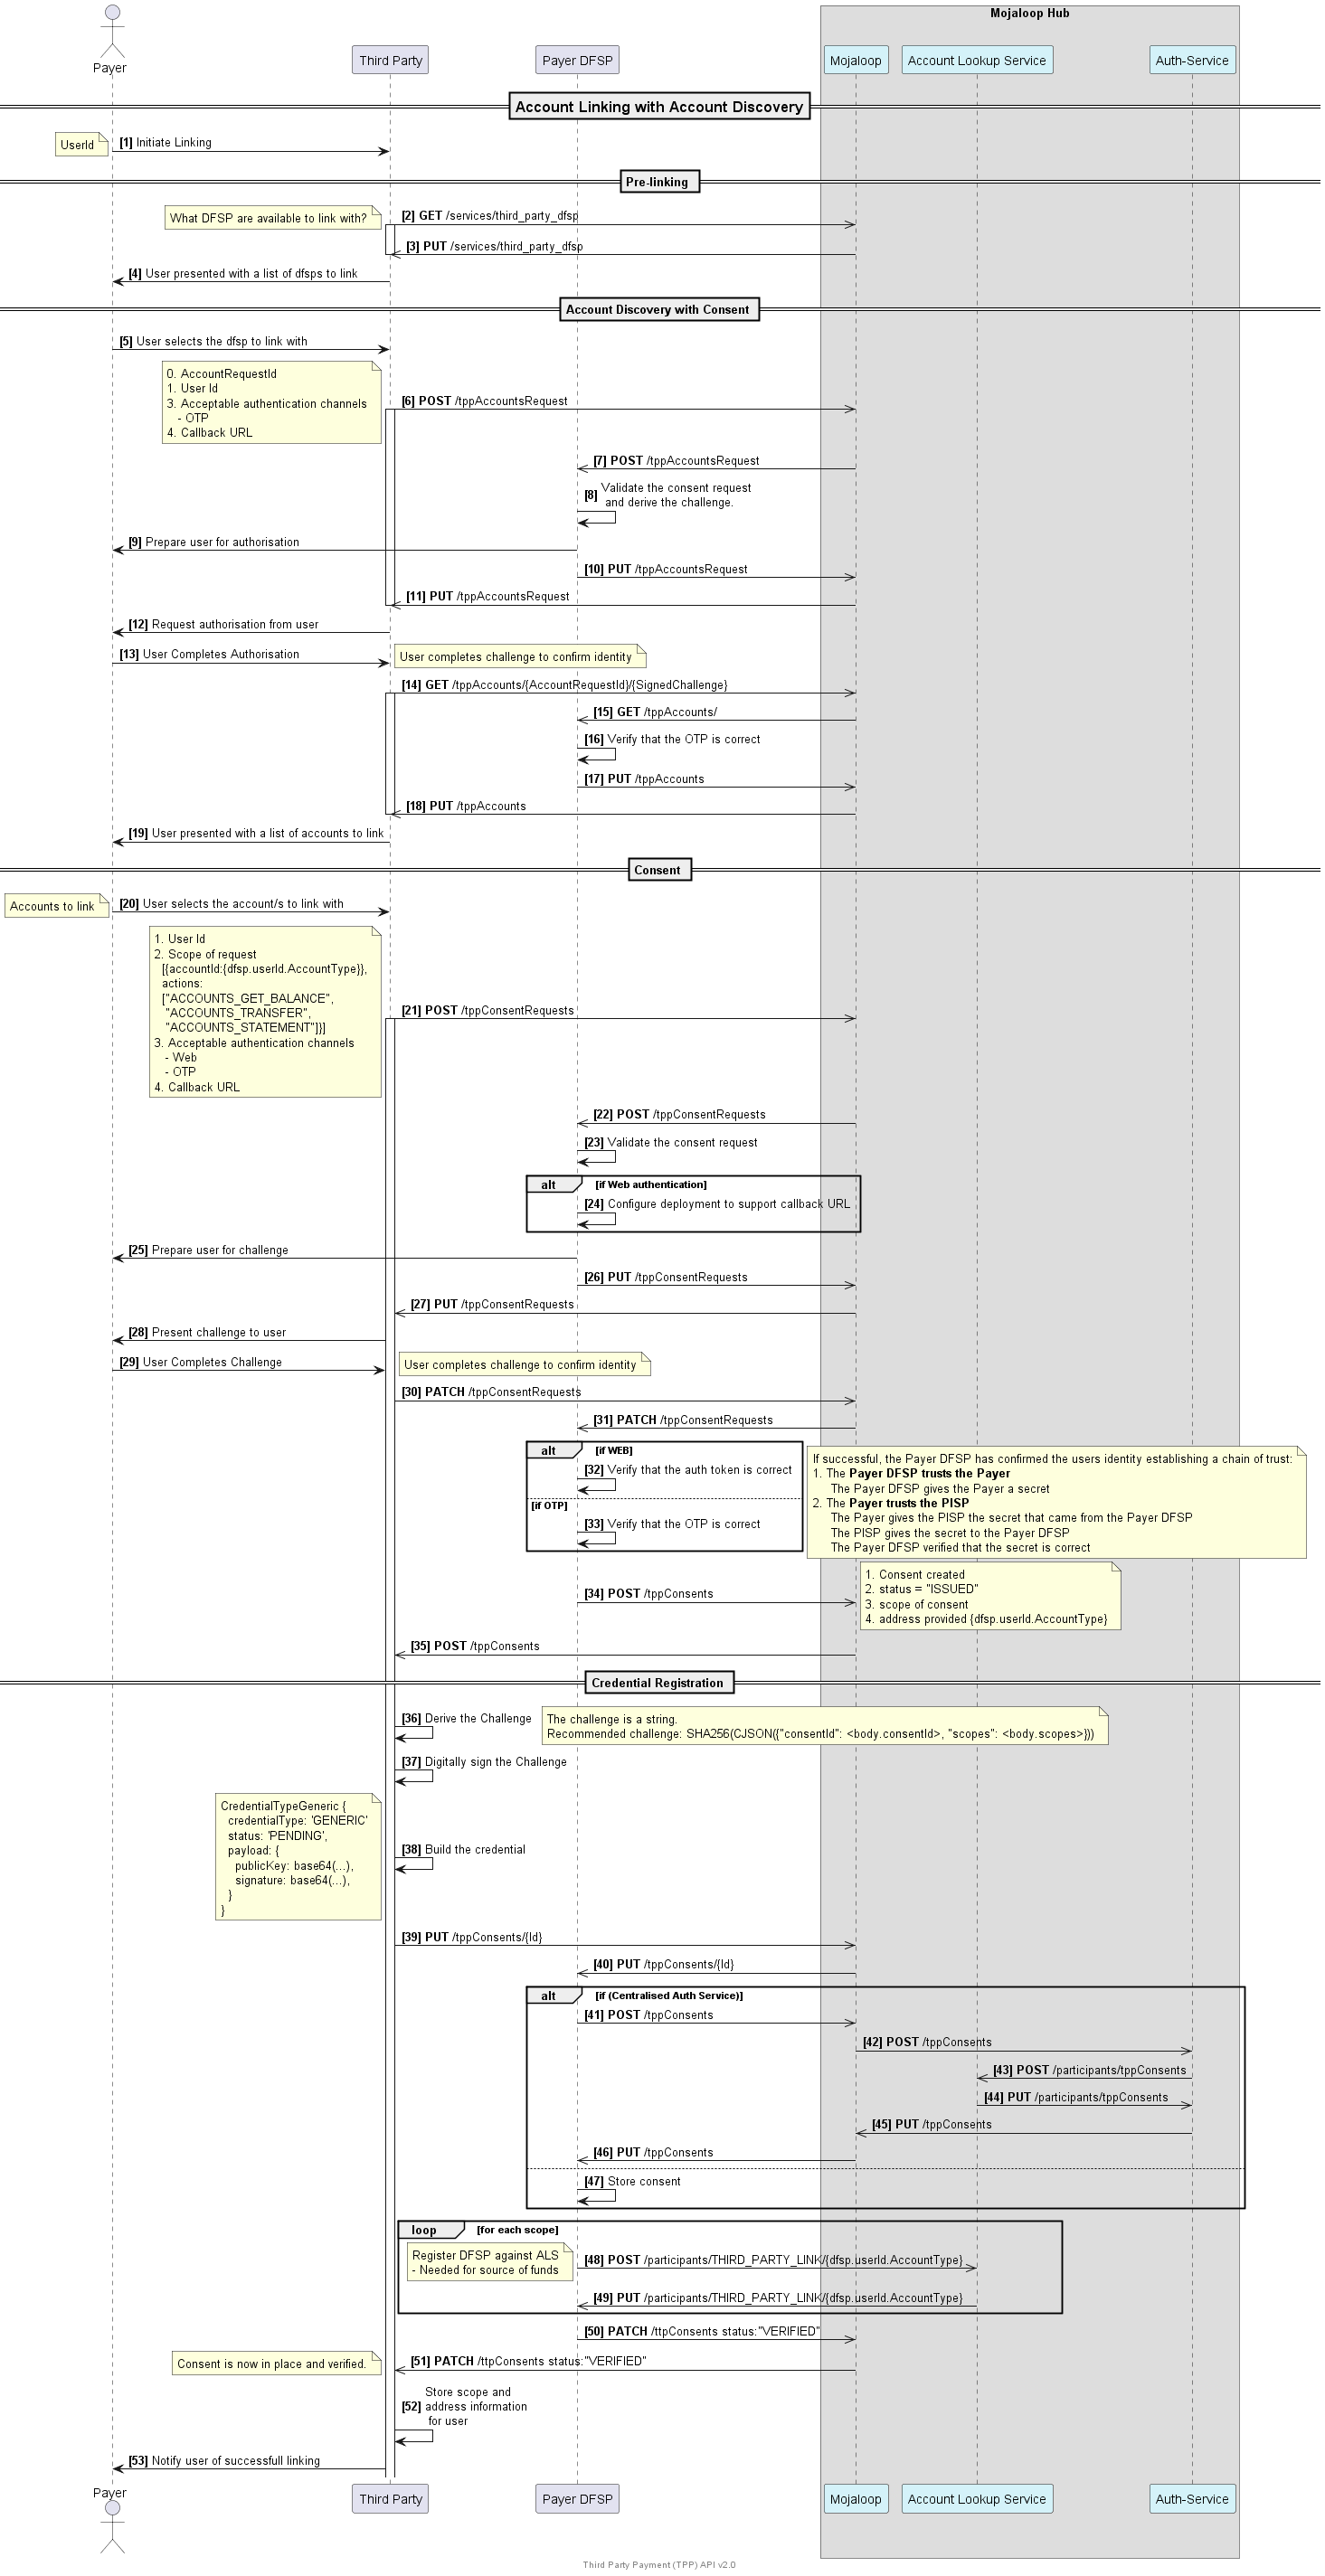 Mojaloop Hub
Payer
Third Party
Payer DFSP
Mojaloop
Account Lookup Service
Auth-Service
Account Linking with Account Discovery
UserId
[1] Initiate Linking
Pre-linking
What DFSP are available to link with?
[2] GET /services/third_party_dfsp
[3] PUT /services/third_party_dfsp
[4] User presented with a list of dfsps to link
Account Discovery with Consent
[5] User selects the dfsp to link with
0. AccountRequestId
1. User Id
3. Acceptable authentication channels
- OTP
4. Callback URL
[6] POST /tppAccountsRequest
[7] POST /tppAccountsRequest
[8] Validate the consent request
and derive the challenge.
[9] Prepare user for authorisation
[10] PUT /tppAccountsRequest
[11] PUT /tppAccountsRequest
[12] Request authorisation from user
[13] User Completes Authorisation
User completes challenge to confirm identity
[14] GET /tppAccounts/{AccountRequestId}/{SignedChallenge}
[15] GET /tppAccounts/
[16] Verify that the OTP is correct
[17] PUT /tppAccounts
[18] PUT /tppAccounts
[19] User presented with a list of accounts to link
Consent
Accounts to link
[20] User selects the account/s to link with
1. User Id
2. Scope of request
[{accountId:{dfsp.userId.AccountType}},
actions:
["ACCOUNTS_GET_BALANCE",
"ACCOUNTS_TRANSFER",
"ACCOUNTS_STATEMENT"]}]
3. Acceptable authentication channels
- Web
- OTP
4. Callback URL
[21] POST /tppConsentRequests
[22] POST /tppConsentRequests
[23] Validate the consent request
alt [if Web authentication]
[24] Configure deployment to support callback URL
[25] Prepare user for challenge
[26] PUT /tppConsentRequests
[27] PUT /tppConsentRequests
[28] Present challenge to user
[29] User Completes Challenge
User completes challenge to confirm identity
[30] PATCH /tppConsentRequests
[31] PATCH /tppConsentRequests
alt [if WEB]
[32] Verify that the auth token is correct
[if OTP]
[33] Verify that the OTP is correct
If successful, the Payer DFSP has confirmed the users identity establishing a chain of trust:
1. The Payer DFSP trusts the Payer
The Payer DFSP gives the Payer a secret
2. The Payer trusts the PISP
The Payer gives the PISP the secret that came from the Payer DFSP
The PISP gives the secret to the Payer DFSP
The Payer DFSP verified that the secret is correct
[34] POST /tppConsents
1. Consent created
2. status = "ISSUED"
3. scope of consent
4. address provided {dfsp.userId.AccountType}
[35] POST /tppConsents
Credential Registration
[36] Derive the Challenge
The challenge is a string.
Recommended challenge: SHA256(CJSON({"consentId": <body.consentId>, "scopes": <body.scopes>}))
[37] Digitally sign the Challenge
CredentialTypeGeneric {
credentialType: 'GENERIC'
status: 'PENDING',
payload: {
publicKey: base64(...),
signature: base64(...),
}
}
[38] Build the credential
[39] PUT /tppConsents/{Id}
[40] PUT /tppConsents/{Id}
alt [if (Centralised Auth Service)]
[41] POST /tppConsents
[42] POST /tppConsents
[43] POST /participants/tppConsents
[44] PUT /participants/tppConsents
[45] PUT /tppConsents
[46] PUT /tppConsents
[47] Store consent
loop [for each scope]
Register DFSP against ALS
- Needed for source of funds
[48] POST /participants/THIRD_PARTY_LINK/{dfsp.userId.AccountType}
[49] PUT /participants/THIRD_PARTY_LINK/{dfsp.userId.AccountType}
[50] PATCH /ttpConsents status:"VERIFIED"
Consent is now in place and verified.
[51] PATCH /ttpConsents status:"VERIFIED"
Store scope and
[52] address information
for user
[53] Notify user of successfull linking
Payer
Third Party
Payer DFSP
Mojaloop
Account Lookup Service
Auth-Service
Third Party Payment (TPP) API v2.0